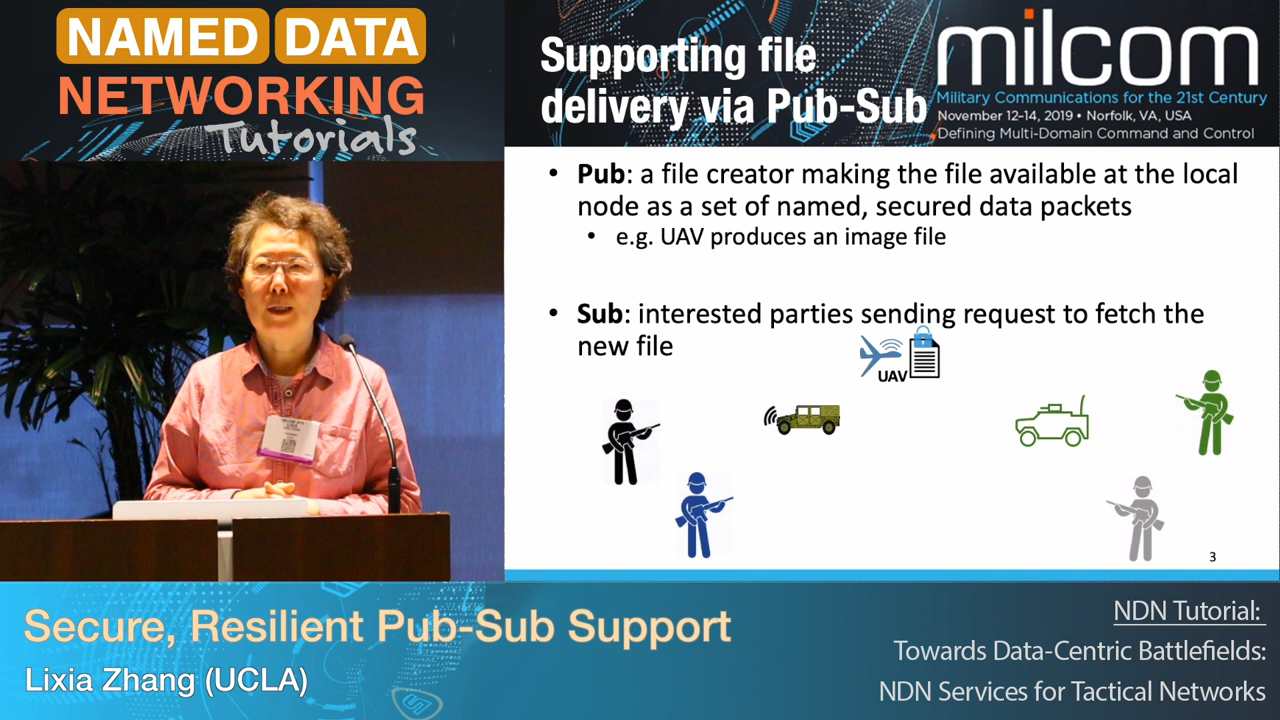 NAMED DATA
NETWORKING
Tutorials
Supporting file
delivery via Pub-Sub
milcom
Military Communications for the 21st Century
November 12-14, 2019 • Norfolk, VA, USA
Defining Multi-Domain Command and Control
• Pub: a file creator making the file available at the local
node as a set of named, secured data packets
• e.g. UAV produces an image file
• Sub: interested parties sending request to fetch the
new file
UAV
3
Secure, Resilient Pub-Sub Support
Lixia Zhang (UCLA)
NDN Tutorial:
Towards Data-Centric Battlefields:
NDN Services for Tactical Networks